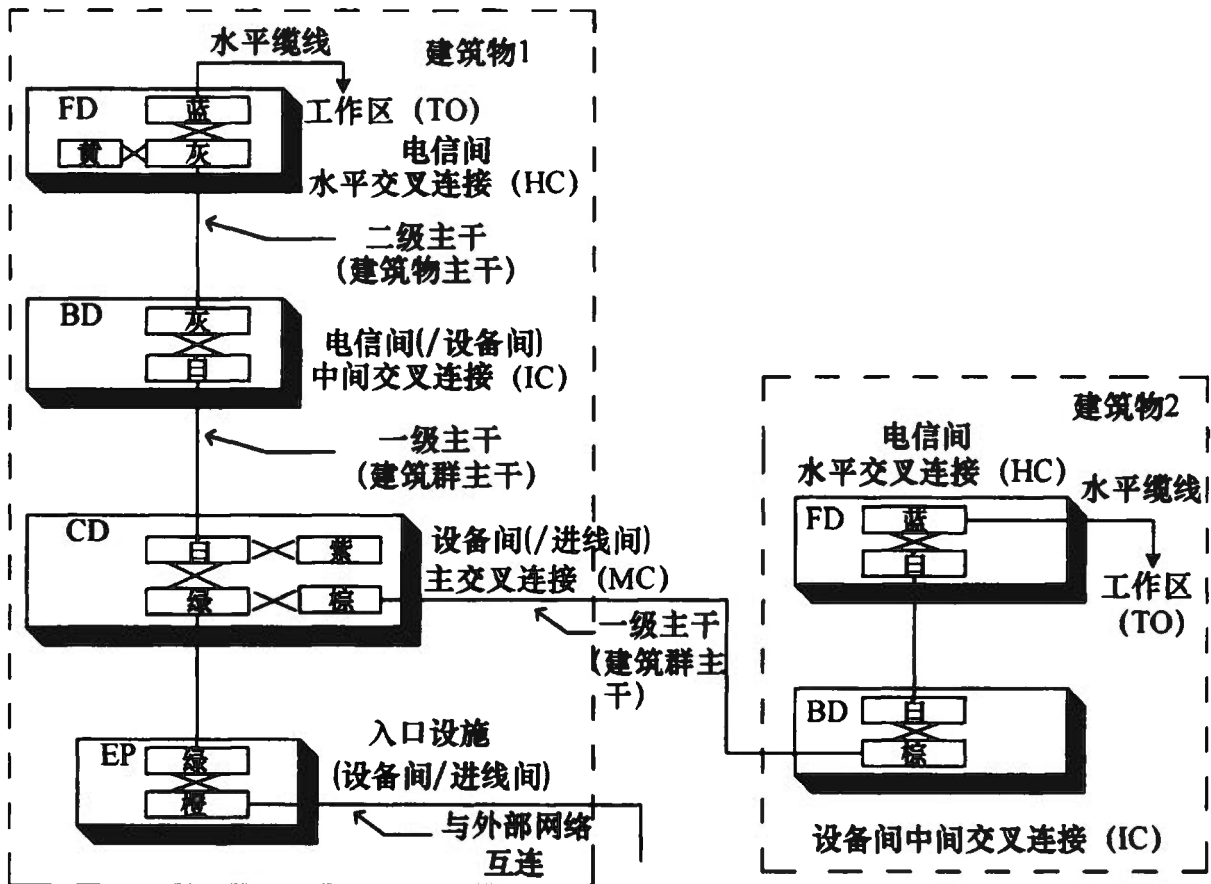 建筑物1
水平缆线
FD
蓝
工作区 (TO)
黄
灰
电信间
水平交叉连接 (HC)
二级主干
(建筑物主干)
BD
灰
白
电信间(/设备间)
中间交叉连接 (IC)
一级主干
(建筑群主干)
CD
白
紫
绿
棕
设备间(/进线间)
主交叉连接 (MC)
一级主干
(建筑群主
干)
EP
绿
橙
入口设施
(设备间/进线间)
与外部网络
互连
建筑物2
电信间
水平交叉连接 (HC)
水平缆线
FD
蓝
白
工作区
(TO)
BD
白
棕
设备间中间交叉连接 (IC)